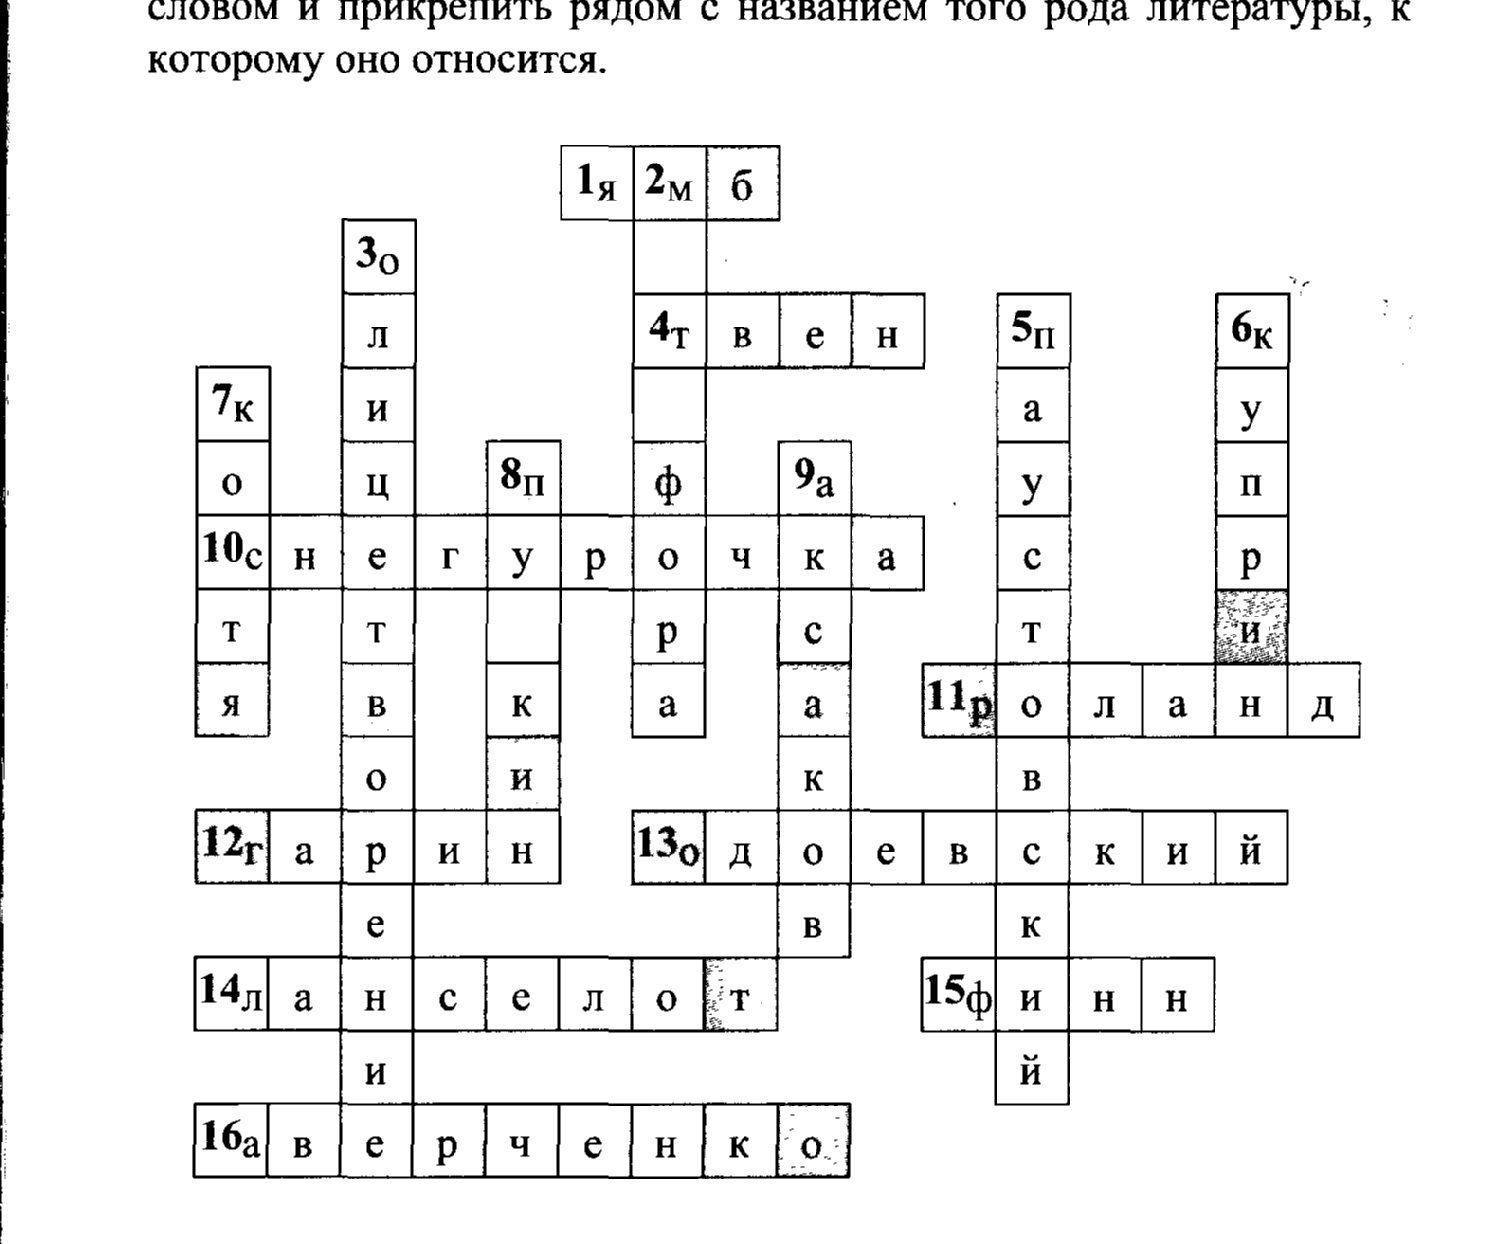 словом и прикрепить рядом с названием того рода литературы, к
которому оно относится.
1я 2м б
3о
л 4т в е н 5п 6к
7к и а у
о ц 8п ф 9а у п
10с н е г у р о ч к а с р
т т р с т и
я в к а а 11р о л а н д
о и к в
12г а р и н 13о д о е в с к и й
е в к
14л а н с е л о т 15ф и н н
и й
16а в е р ч е н к о